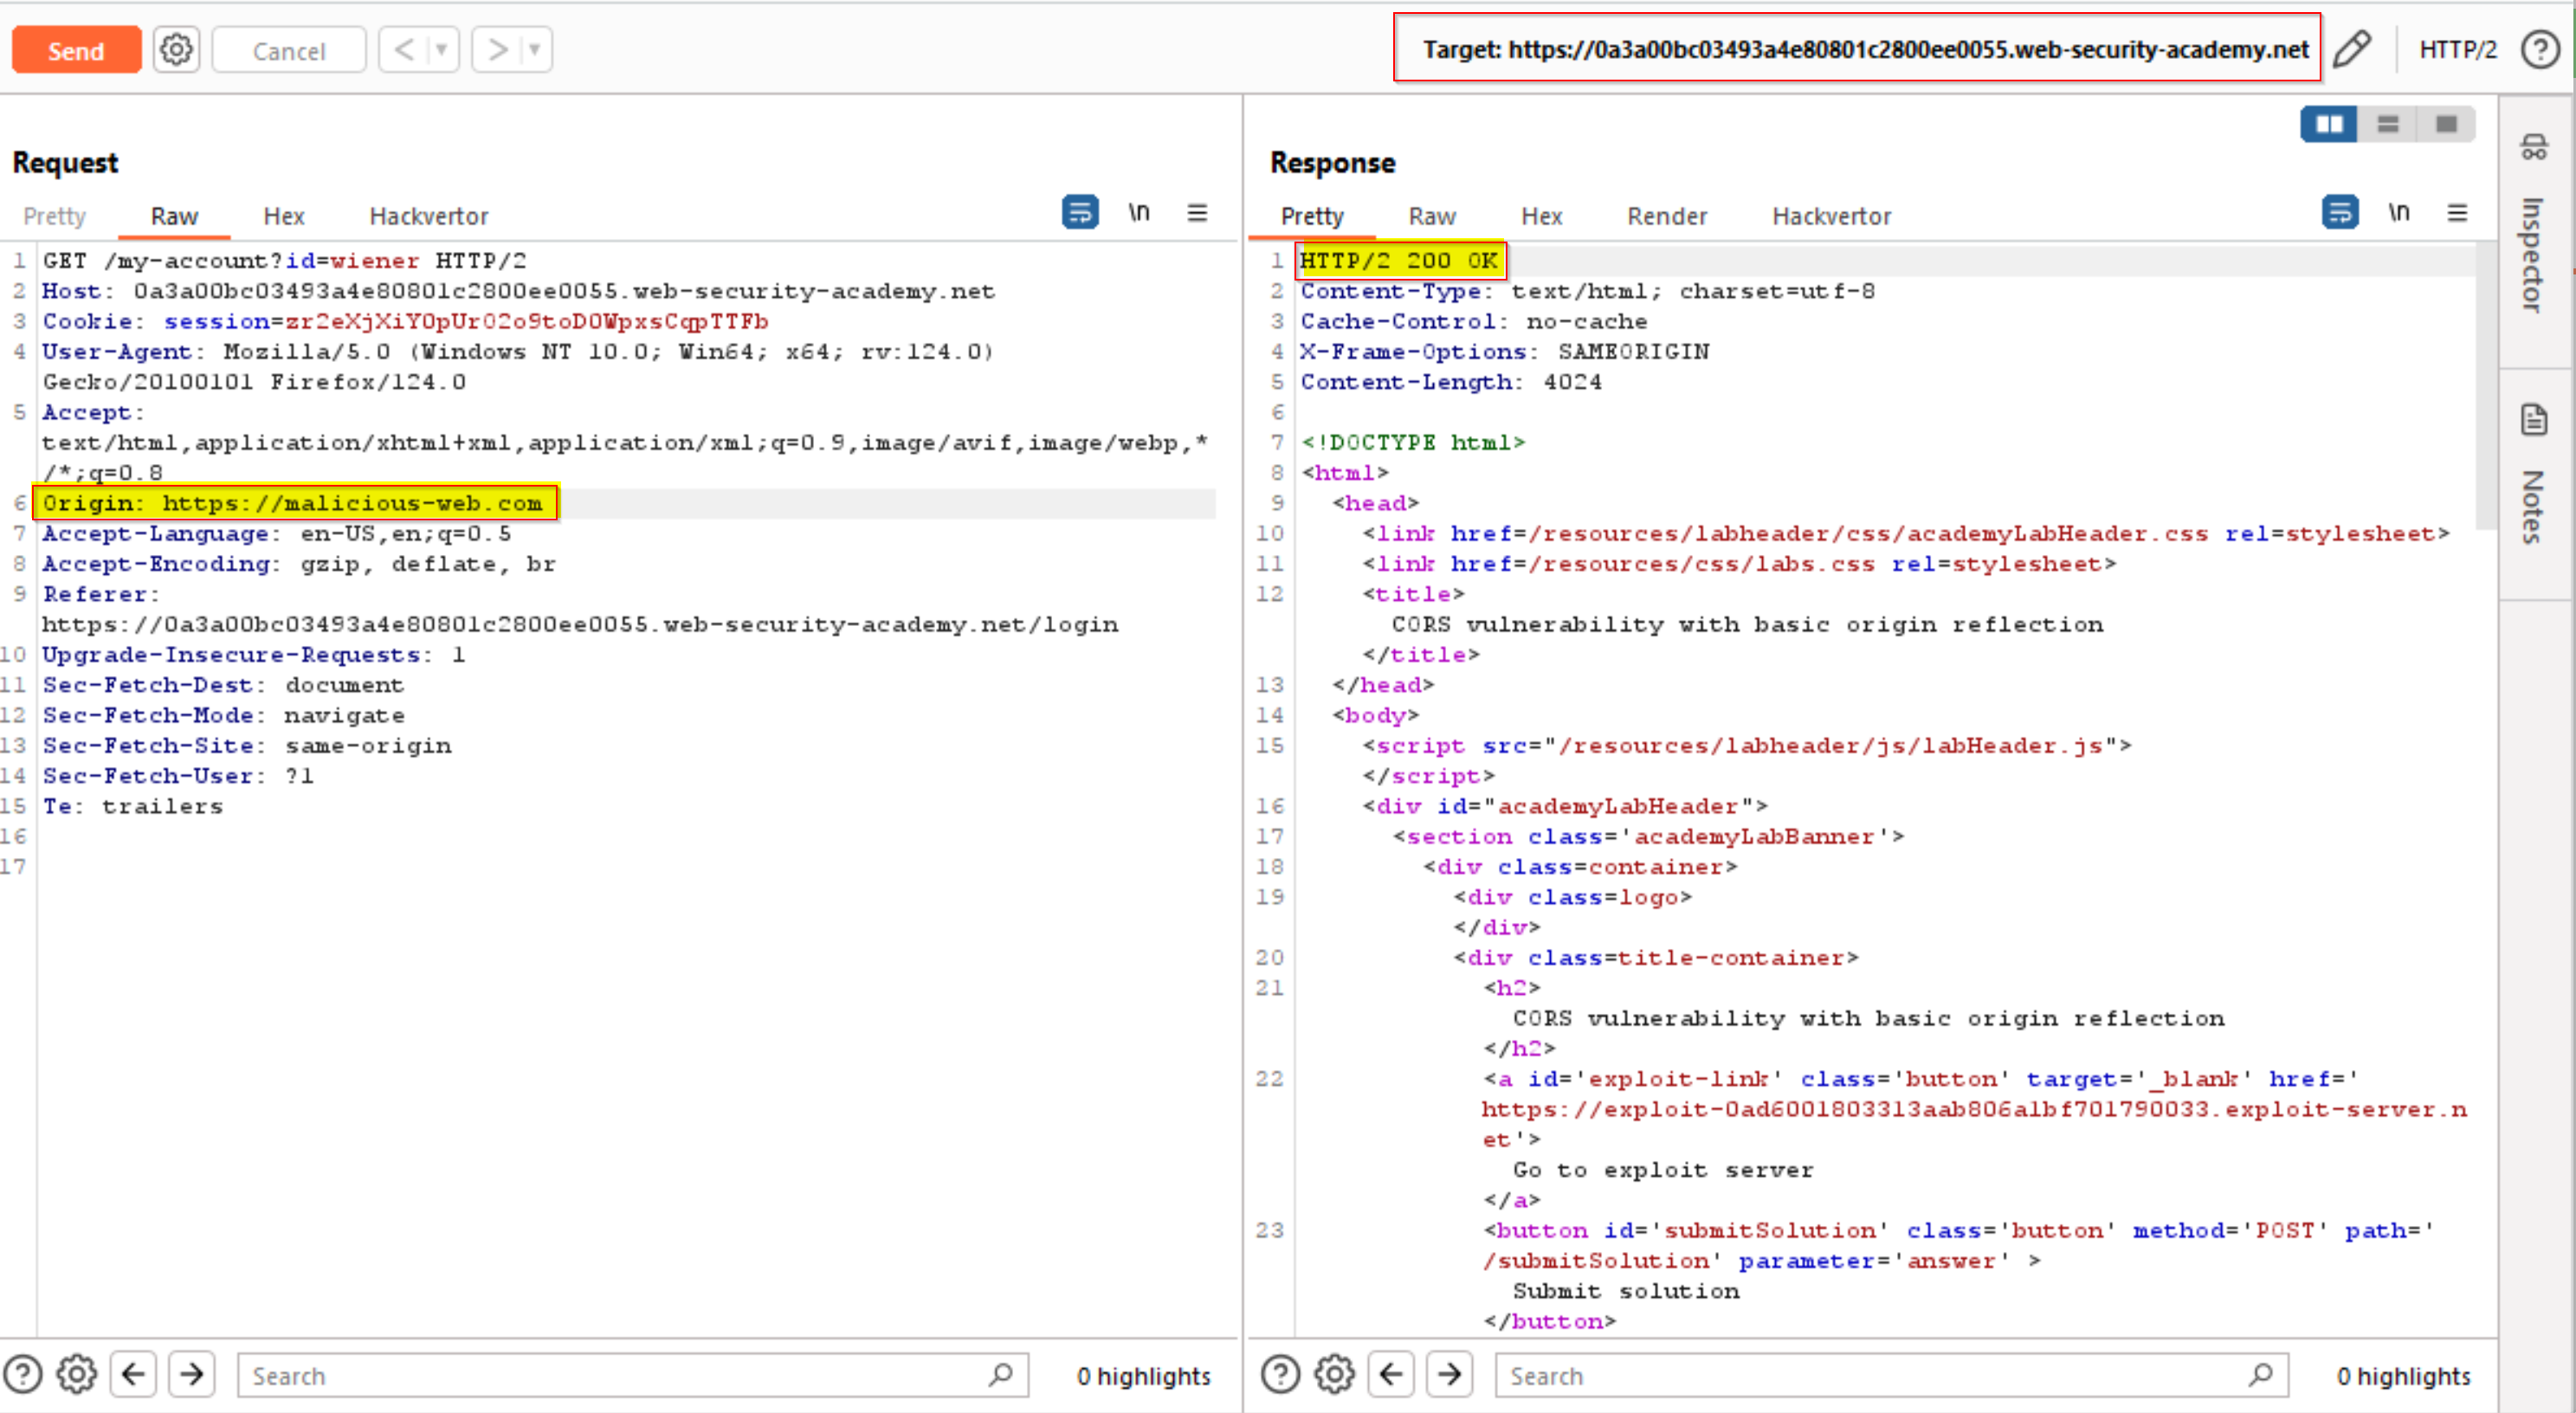 Send
Cancel
Target: https://0a3a00bc03493a4e80801c2800ee0055.web-security-academy.net
HTTP/2
Request
Pretty Raw Hex Hackvertor
\n
1 GET /my-account?id=wiener HTTP/2
2 Host: 0a3a00bc03493a4e80801c2800ee0055.web-security-academy.net
3 Cookie: session=zr2eXjXiYOpUr02o9toDOWpxsCqpTTFb
4 User-Agent: Mozilla/5.0 (Windows NT 10.0; Win64; x64; rv:124.0)
Gecko/20100101 Firefox/124.0
5 Accept:
text/html,application/xhtml+xml,application/xml;q=0.9,image/avif,image/webp,*
/*;q=0.8
6 Origin: https://malicious-web.com
7 Accept-Language: en-US,en;q=0.5
8 Accept-Encoding: gzip, deflate, br
9 Referer:
https://0a3a00bc03493a4e80801c2800ee0055.web-security-academy.net/login
10 Upgrade-Insecure-Requests: 1
11 Sec-Fetch-Dest: document
12 Sec-Fetch-Mode: navigate
13 Sec-Fetch-Site: same-origin
14 Sec-Fetch-User: ?1
15 Te: trailers
16
17
Search
0 highlights
Response
Pretty Raw Hex Render Hackvertor
\n
1 HTTP/2 200 OK
2 Content-Type: text/html; charset=utf-8
3 Cache-Control: no-cache
4 X-Frame-Options: SAMEORIGIN
5 Content-Length: 4024
6
7 <!DOCTYPE html>
8 <html>
9 <head>
10 <link href=/resources/labheader/css/academyLabHeader.css rel=stylesheet>
11 <link href=/resources/css/labs.css rel=stylesheet>
12 <title>
CORS vulnerability with basic origin reflection
</title>
13 </head>
14 <body>
15 <script src="/resources/labheader/js/labHeader.js">
</script>
16 <div id="academyLabHeader">
17 <section class='academyLabBanner'>
18 <div class=container>
19 <div class=logo>
</div>
20 <div class=title-container>
21 <h2>
CORS vulnerability with basic origin reflection
</h2>
22 <a id='exploit-link' class='button' target='_blank' href='
https://exploit-0ad6001803313aab806a1bf701790033.exploit-server.n
et'>
Go to exploit server
</a>
23 <button id='submitSolution' class='button' method='POST' path='
/submitSolution' parameter='answer' >
Submit solution
</button>
Search
0 highlights
Inspector
Notes